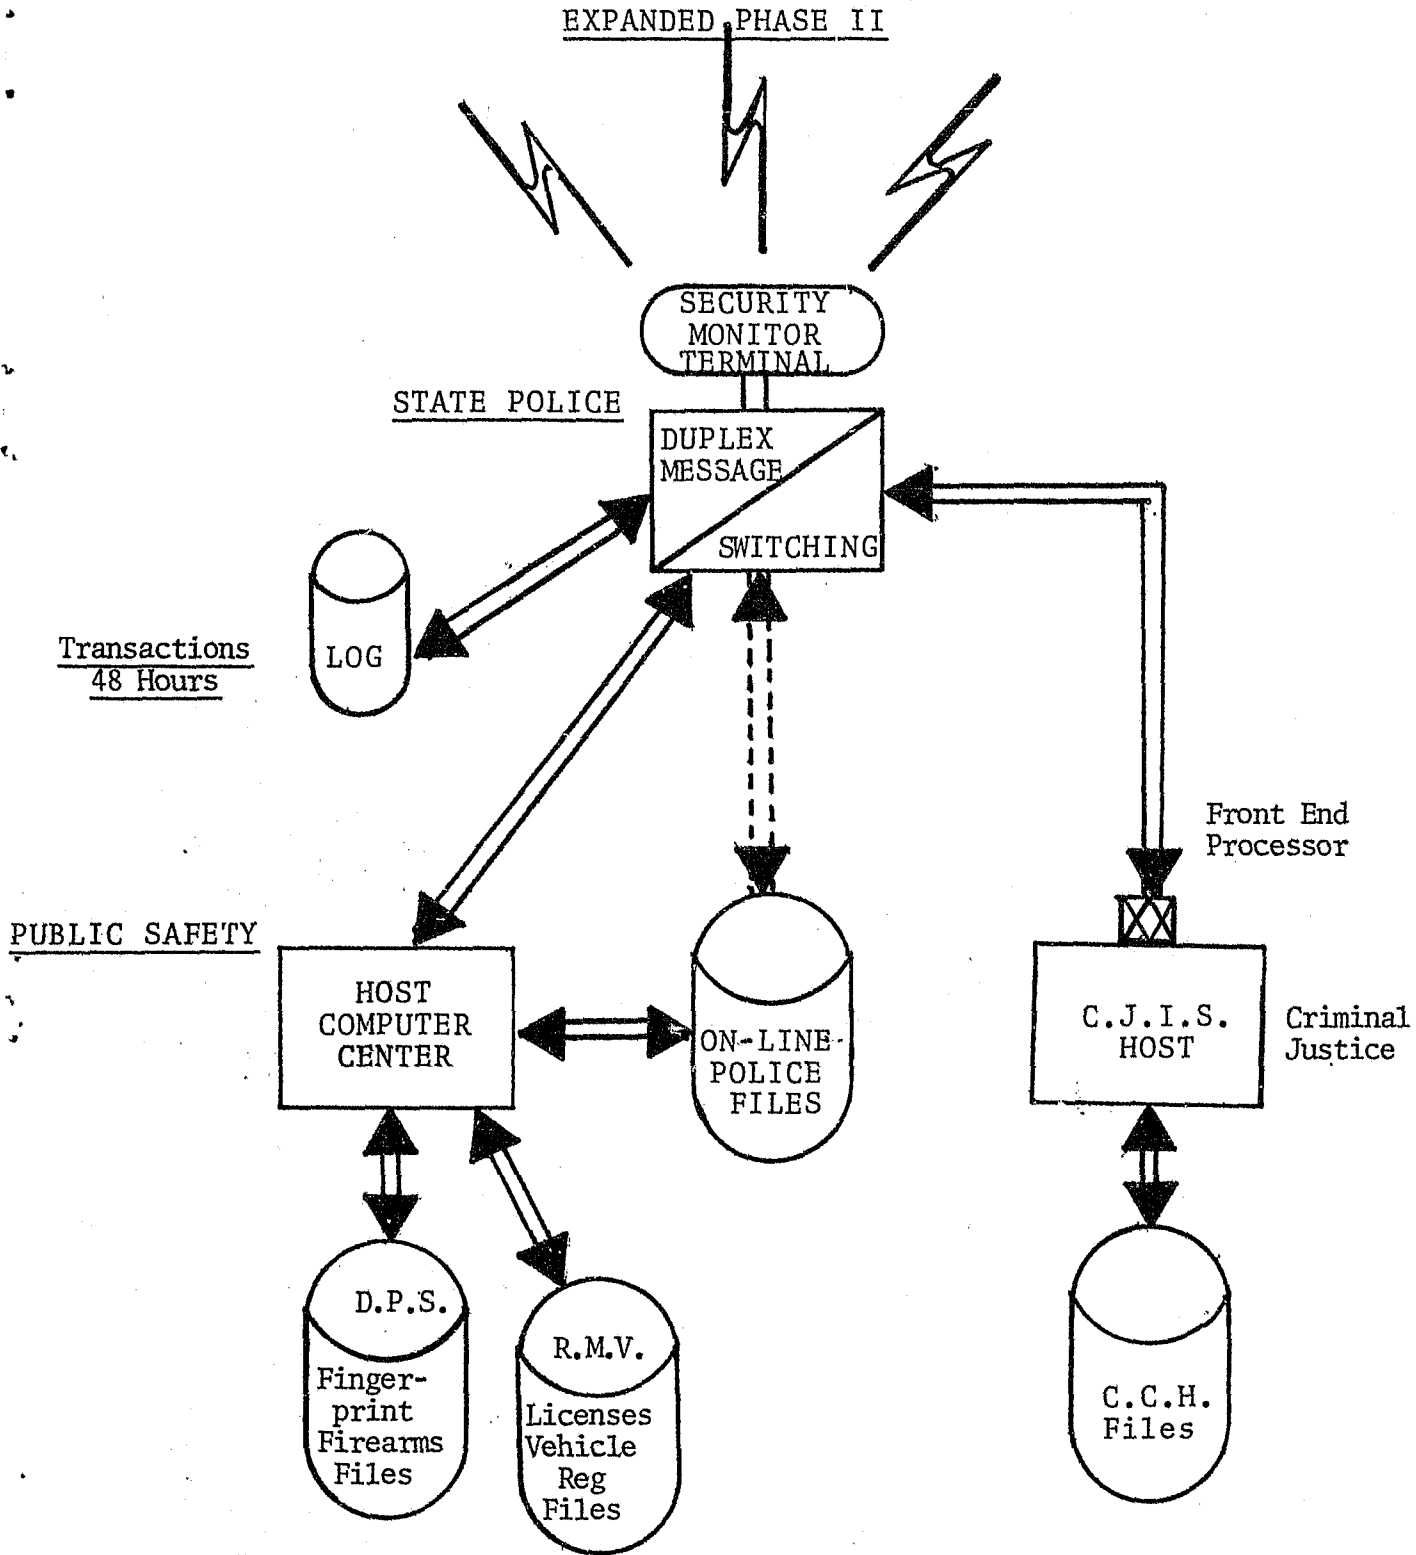 EXPANDED PHASE II
SECURITY
MONITOR
TERMINAL
STATE POLICE
DUPLEX
MESSAGE
SWITCHING
LOG
Transactions
48 Hours
Front End
Processor
PUBLIC SAFETY
HOST
COMPUTER
CENTER
ON-LINE
POLICE
FILES
C.J.I.S.
HOST
Criminal
Justice
D.P.S.
Finger-
print
Firearms
Files
R.M.V.
Licenses
Vehicle
Reg
Files
C.C.H.
Files